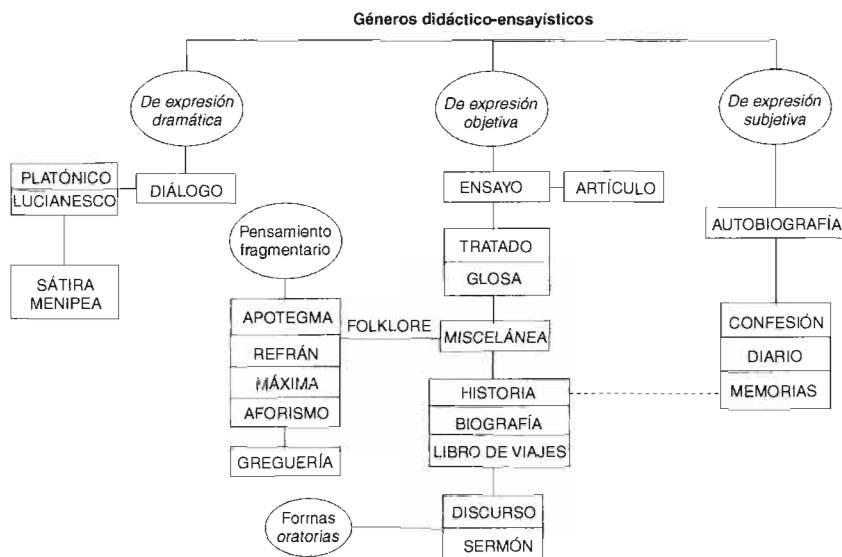 Géneros didáctico-ensayísticos
De expresión
dramática
De expresión
objetiva
De expresión
subjetiva
PLATÓNICO
LUCIANESCO
DIÁLOGO
SÁTIRA
MENIPEA
Pensamiento
fragmentario
APOTEGMA
REFRÁN
MÁXIMA
AFORISMO
GREGUERÍA
FOLKLORE
ENSAYO
ARTÍCULO
TRATADO
GLOSA
MISCELÁNEA
HISTORIA
BIOGRAFÍA
LIBRO DE VIAJES
Formas
oratorias
DISCURSO
SERMÓN
AUTOBIOGRAFÍA
CONFESIÓN
DIARIO
MEMORIAS